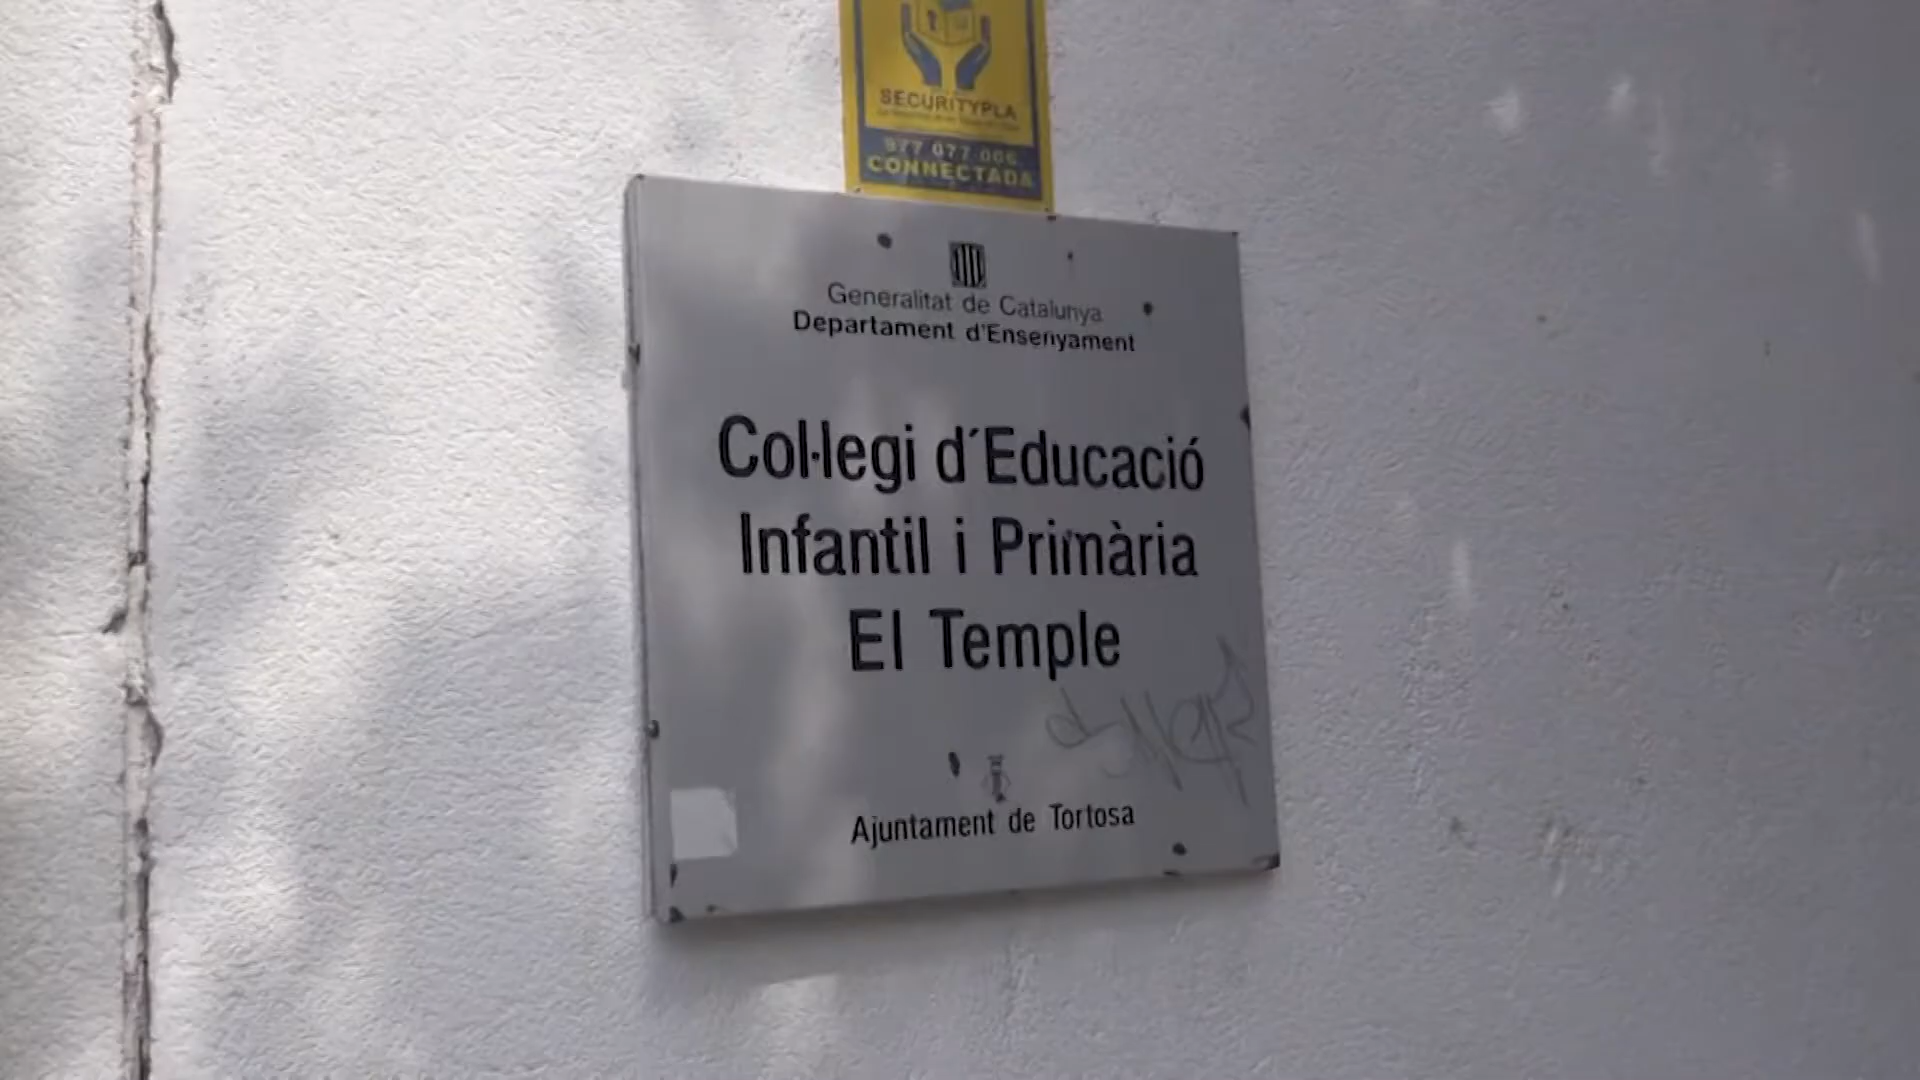 SECURITYPLA
977 077 006
CONNECTADA
Generalitat de Catalunya
Departament d'Ensenyament
Col·legi d´Educació
Infantil i Primària
El Temple
Ajuntament de Tortosa